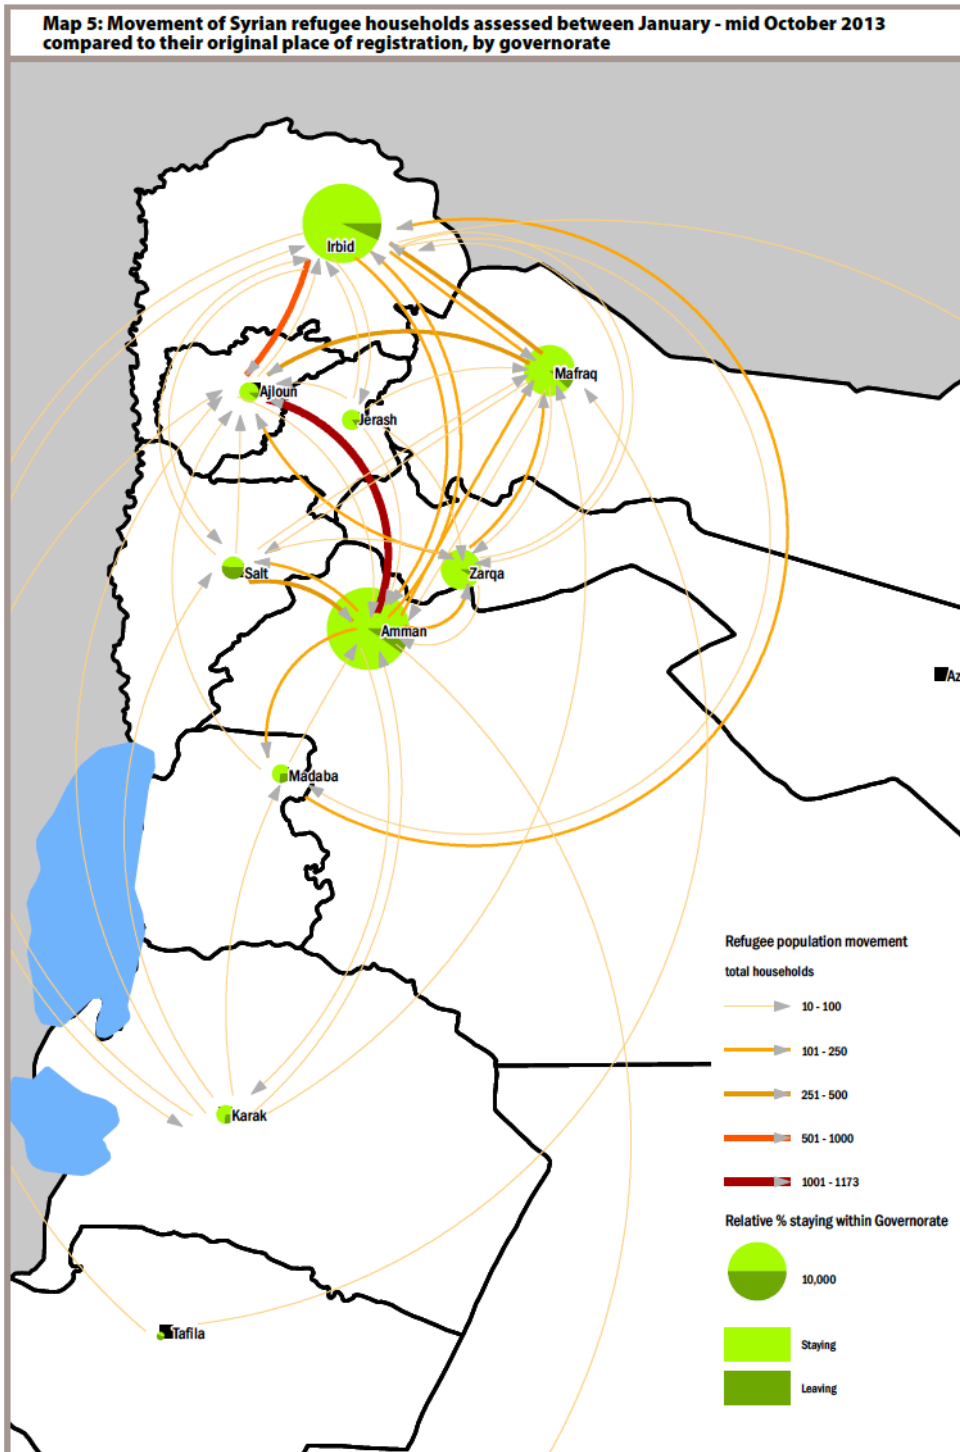 Map 5: Movement of Syrian refugee households assessed between January - mid October 2013
compared to their original place of registration, by governorate
Irbid
Mafraq
Ajloun
Jerash
Salt
Zarqa
Amman
Az
Madaba
Refugee population movement
total households
10 - 100
101 - 250
251 - 500
501 - 1000
Karak
1001 - 1173
Relative % staying within Governorate
10,000
Tafila
Staying
Leaving